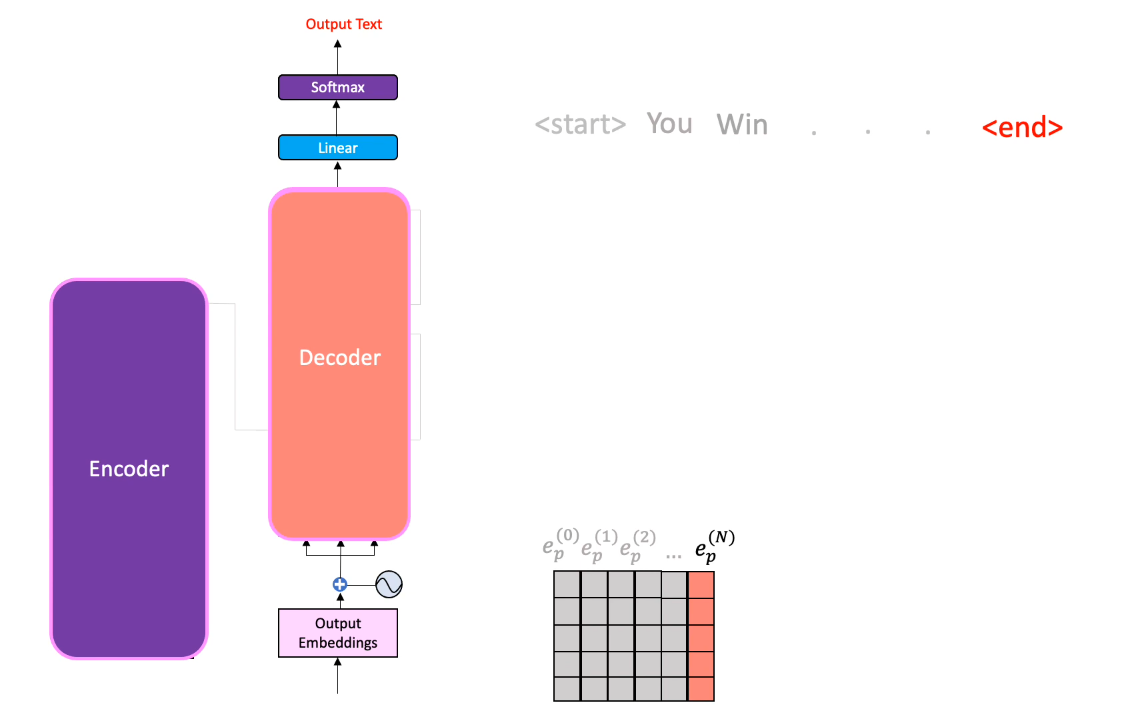 Output Text
Softmax
Linear
Decoder
Encoder
Output
Embeddings
<start> You Win . . . <end>
e_p^{(0)} e_p^{(1)} e_p^{(2)} ... e_p^{(N)}